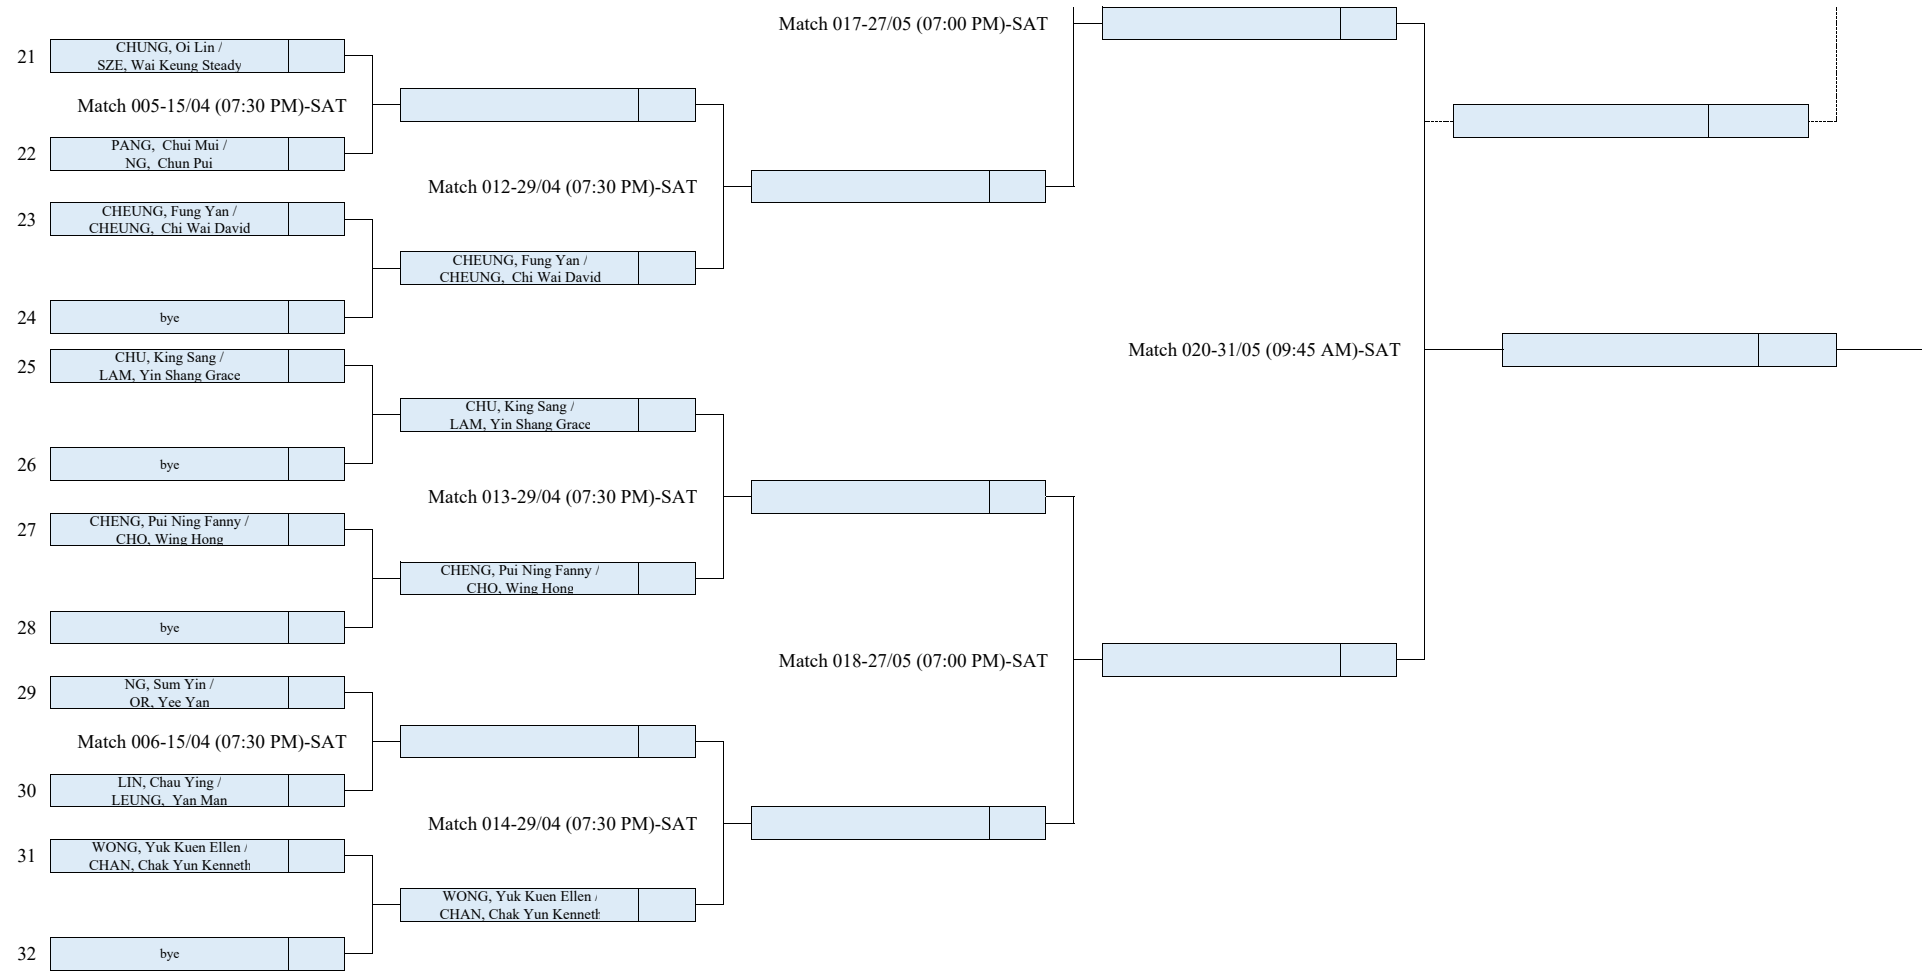 Match 017-27/05 (07:00 PM)-SAT
21
CHUNG, Oi Lin /
SZE, Wai Keung Steady
Match 005-15/04 (07:30 PM)-SAT
22
PANG, Chui Mui /
NG, Chun Pui
Match 012-29/04 (07:30 PM)-SAT
23
CHEUNG, Fung Yan /
CHEUNG, Chi Wai David
CHEUNG, Fung Yan /
CHEUNG, Chi Wai David
24
bye
Match 020-31/05 (09:45 AM)-SAT
25
CHU, King Sang /
LAM, Yin Shang Grace
CHU, King Sang /
LAM, Yin Shang Grace
26
bye
Match 013-29/04 (07:30 PM)-SAT
27
CHENG, Pui Ning Fanny /
CHO, Wing Hong
CHENG, Pui Ning Fanny /
CHO, Wing Hong
28
bye
Match 018-27/05 (07:00 PM)-SAT
29
NG, Sum Yin /
OR, Yee Yan
Match 006-15/04 (07:30 PM)-SAT
30
LIN, Chau Ying /
LEUNG, Yan Man
Match 014-29/04 (07:30 PM)-SAT
31
WONG, Yuk Kuen Ellen /
CHAN, Chak Yun Kenneth
WONG, Yuk Kuen Ellen /
CHAN, Chak Yun Kenneth
32
bye